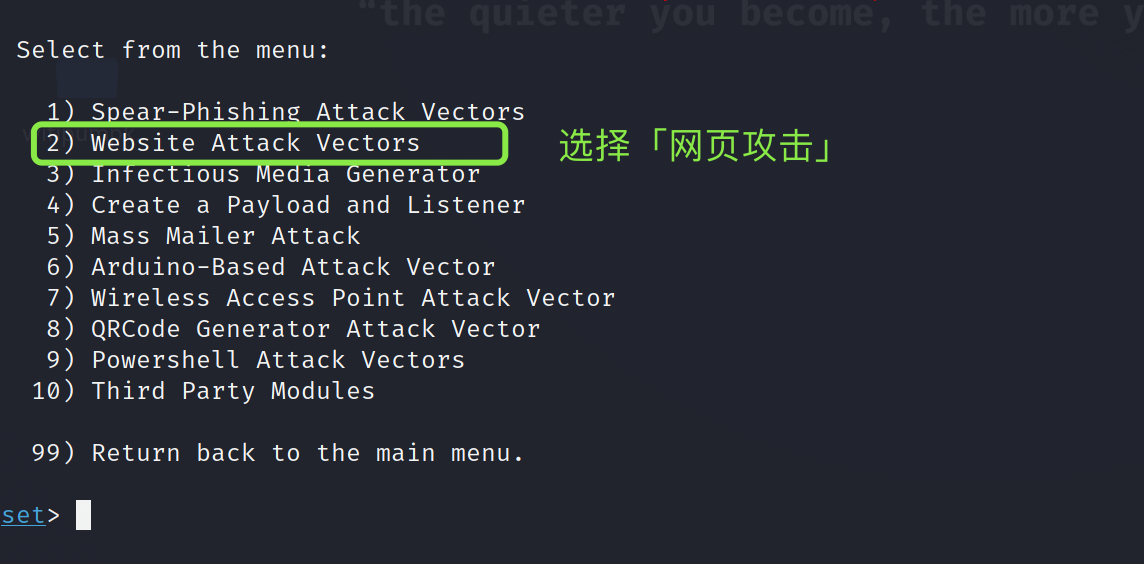 "the quieter you become, the more y
Select from the menu:
1) Spear-Phishing Attack Vectors
2) Website Attack Vectors
选择「网页攻击」
3) Infectious Media Generator
4) Create a Payload and Listener
5) Mass Mailer Attack
6) Arduino-Based Attack Vector
7) Wireless Access Point Attack Vector
8) QRCode Generator Attack Vector
9) Powershell Attack Vectors
10) Third Party Modules
99) Return back to the main menu.
set>